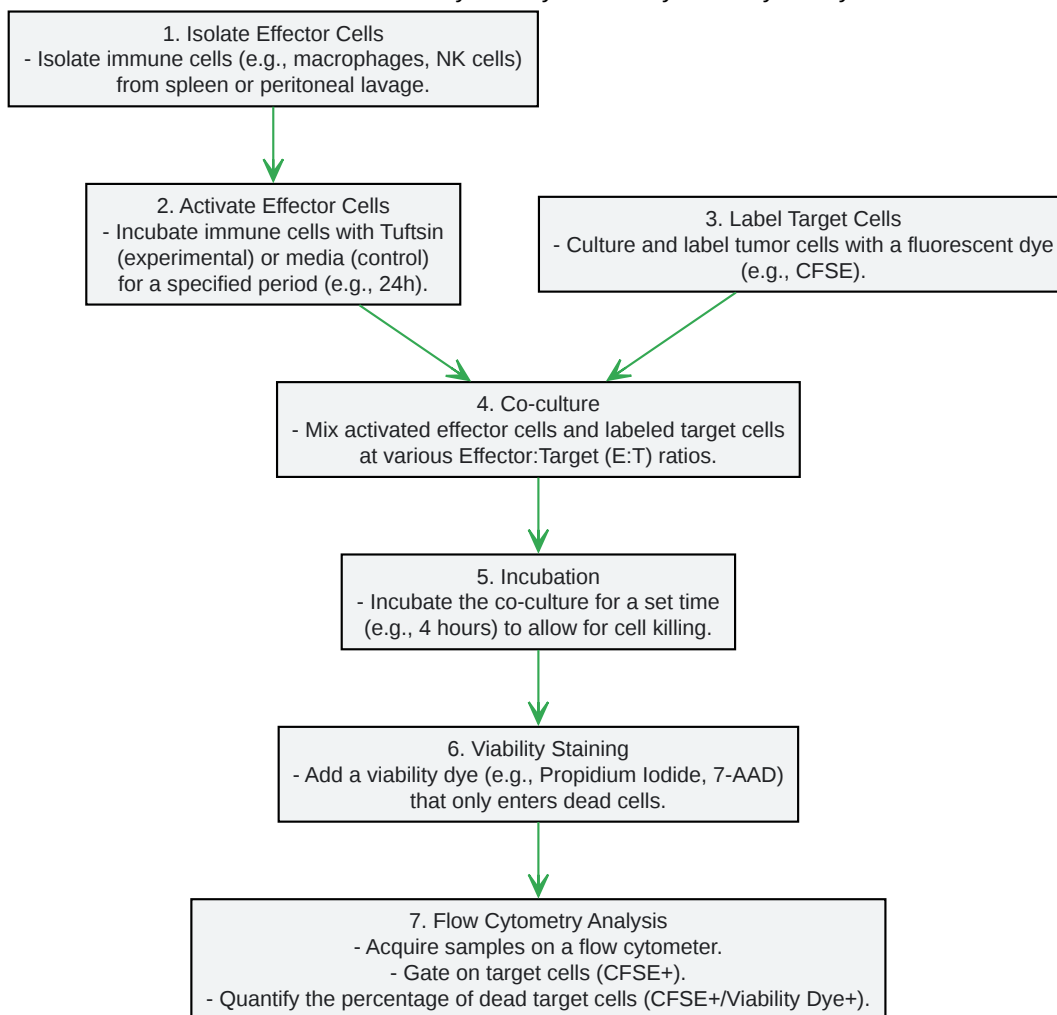 1. Isolate Effector Cells
- Isolate immune cells (e.g., macrophages, NK cells)
from spleen or peritoneal lavage.
2. Activate Effector Cells
- Incubate immune cells with Tuftsin
(experimental) or media (control)
for a specified period (e.g., 24h).
3. Label Target Cells
- Culture and label tumor cells with a fluorescent dye
(e.g., CFSE).
4. Co-culture
- Mix activated effector cells and labeled target cells
at various Effector:Target (E:T) ratios.
5. Incubation
- Incubate the co-culture for a set time
(e.g., 4 hours) to allow for cell killing.
6. Viability Staining
- Add a viability dye (e.g., Propidium Iodide, 7-AAD)
that only enters dead cells.
7. Flow Cytometry Analysis
- Acquire samples on a flow cytometer.
- Gate on target cells (CFSE+).
- Quantify the percentage of dead target cells (CFSE+/Viability Dye+).